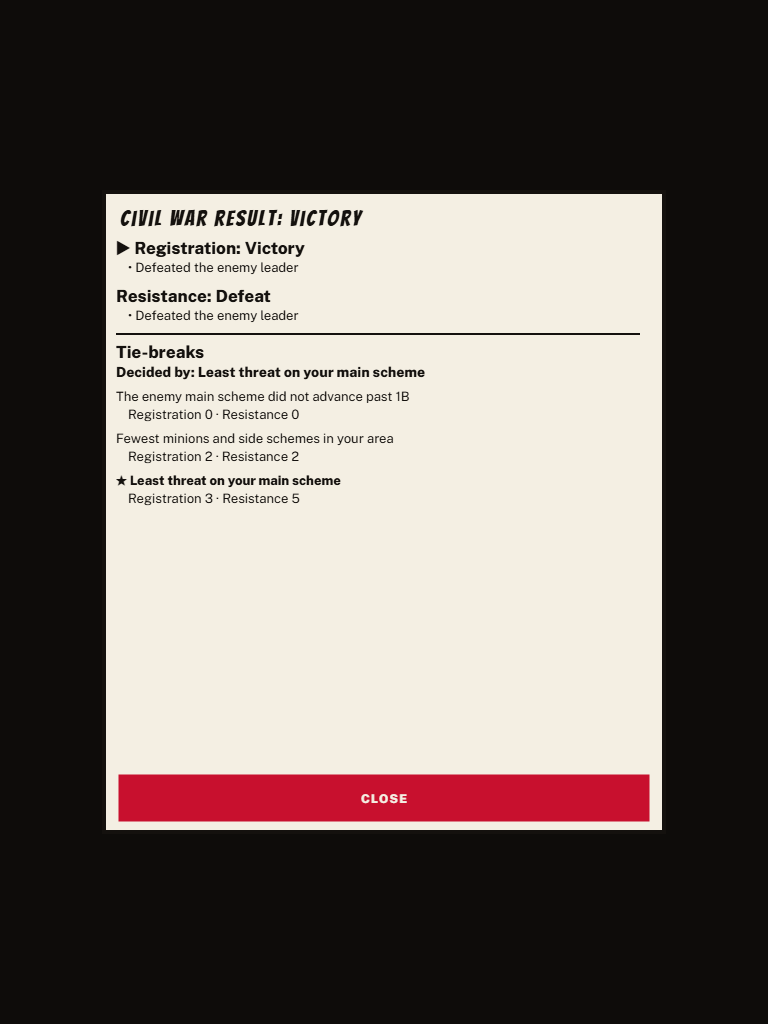 CIVIL WAR RESULT: VICTORY
▶ Registration: Victory
• Defeated the enemy leader
Resistance: Defeat
• Defeated the enemy leader
Tie-breaks
Decided by: Least threat on your main scheme
The enemy main scheme did not advance past 1B
Registration 0 · Resistance 0
Fewest minions and side schemes in your area
Registration 2 · Resistance 2
★ Least threat on your main scheme
Registration 3 · Resistance 5
CLOSE